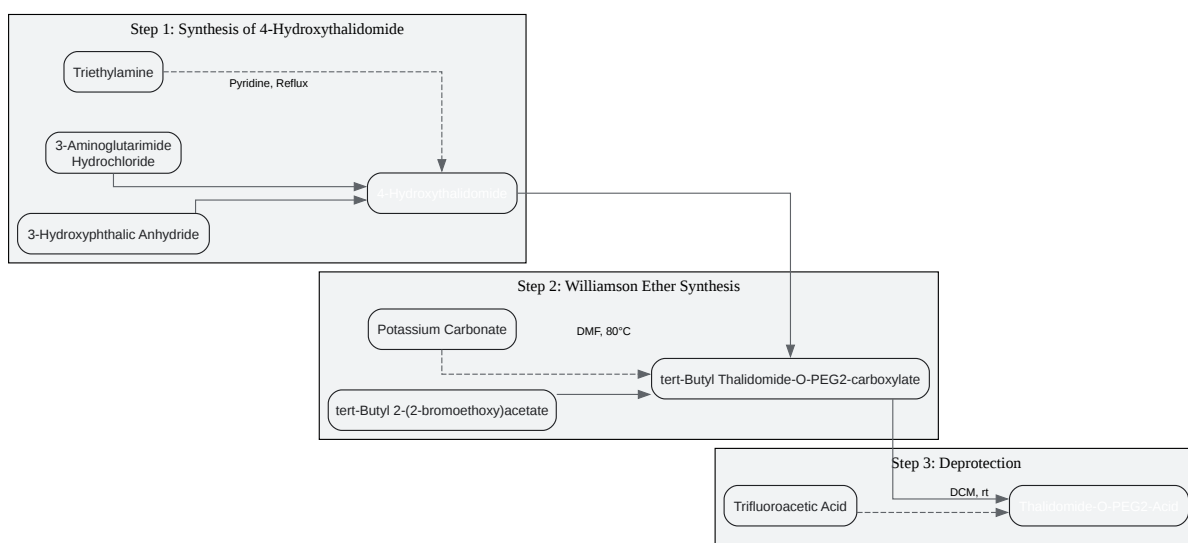 Step 1: Synthesis of 4-Hydroxythalidomide
Triethylamine
Pyridine, Reflux
3-Aminoglutarimide
Hydrochloride
4-Hydroxythalidomide
3-Hydroxyphthalic Anhydride
Step 2: Williamson Ether Synthesis
Potassium Carbonate
DMF, 80°C
tert-Butyl Thalidomide-O-PEG2-carboxylate
tert-Butyl 2-(2-bromoethoxy)acetate
Step 3: Deprotection
DCM, rt
Trifluoroacetic Acid
Thalidomide-O-PEG2-Acid